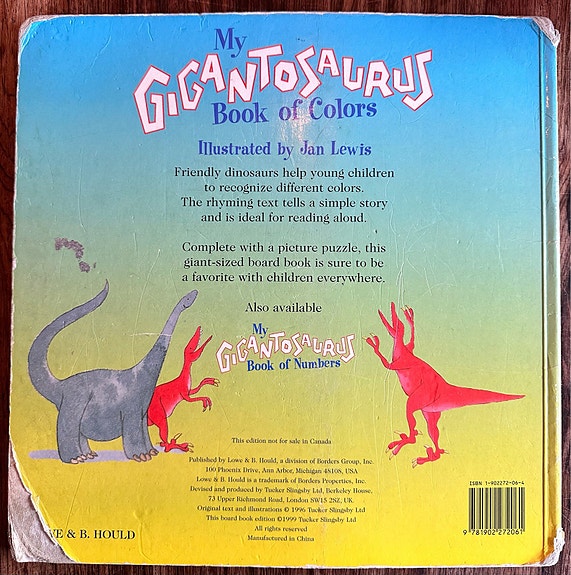 My
GIGANTOSAURUS
Book of Colors
Illustrated by Jan Lewis
Friendly dinosaurs help young children
to recognize different colors.
The rhyming text tells a simple story
and is ideal for reading aloud.
Complete with a picture puzzle, this
giant-sized board book is sure to be
a favorite with children everywhere.
Also available
My
GIGANTOSAURUS
Book of Numbers
This edition not for sale in Canada
Published by Lowe & B. Hould, a division of Borders Group, Inc.
100 Phoenix Drive, Ann Arbor, Michigan 48108, USA
Lowe & B. Hould is a trademark of Borders Properties, Inc.
Devised and produced by Tucker Slingsby Ltd, Berkeley House,
73 Upper Richmond Road, London SW15 2SZ, UK.
Original text and illustrations © 1996 Tucker Slingsby Ltd
This board book edition ©1999 Tucker Slingsby Ltd
All rights reserved
Manufactured in China
WE & B. HOULD
ISBN 1-902272-06-4
9 781902 272061